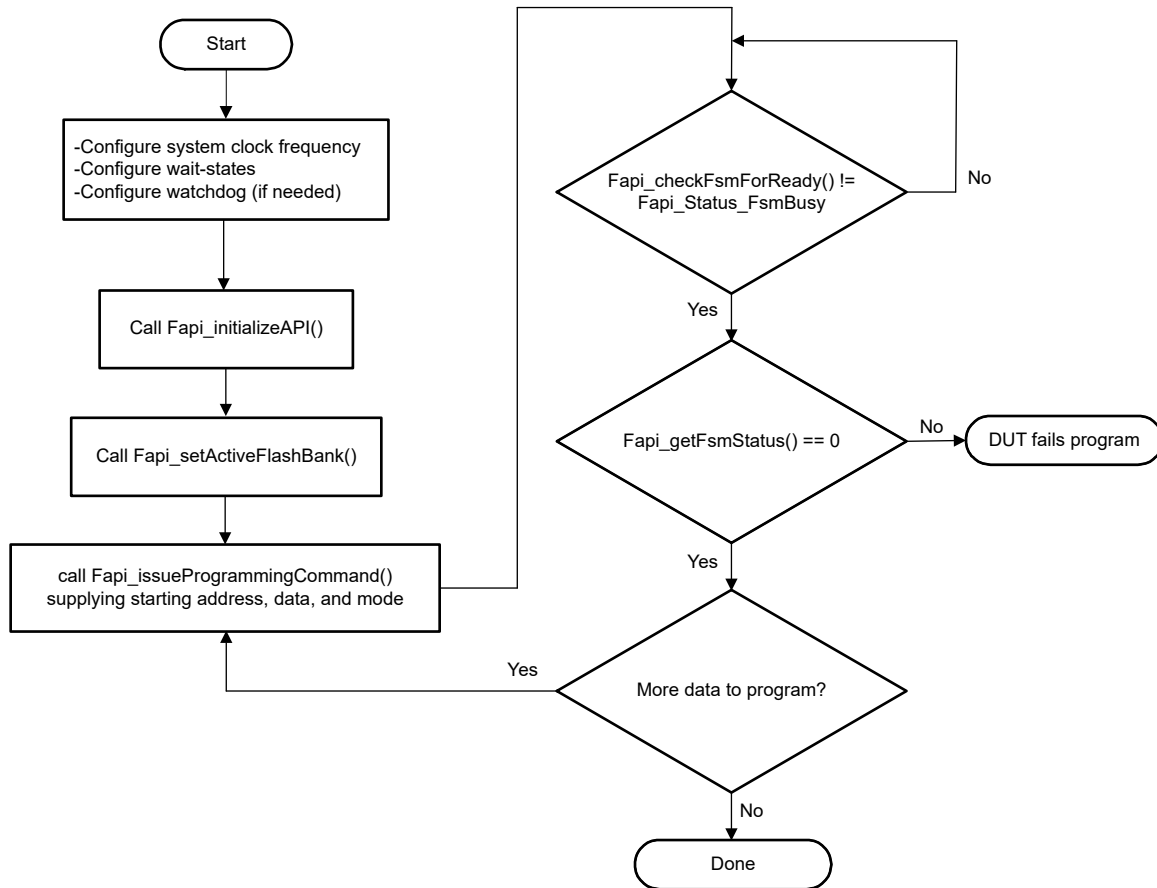 Start
-Configure system clock frequency
-Configure wait-states
-Configure watchdog (if needed)
Call Fapi_initializeAPI()
Call Fapi_setActiveFlashBank()
call Fapi_issueProgrammingCommand()
supplying starting address, data, and mode
Fapi_checkFsmForReady() !=
Fapi_Status_FsmBusy
No
Yes
Fapi_getFsmStatus() == 0
No
DUT fails program
Yes
More data to program?
Yes
No
Done